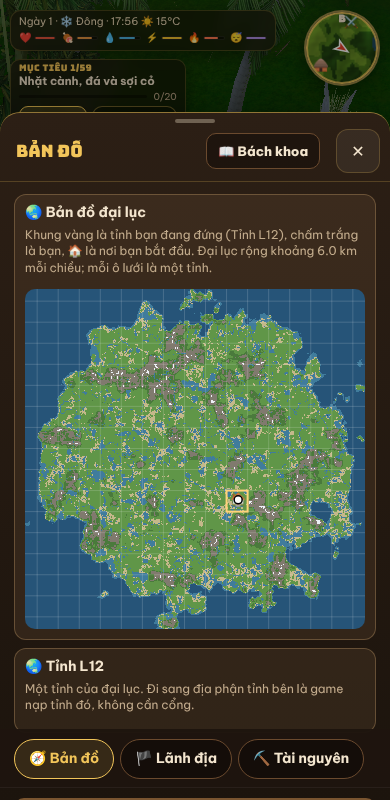 Ngày 1 · ❄️ Đông · 17:56 ☀️ 15°C
MỤC TIÊU 1/59
Nhặt cành, đá và sợi cỏ
0/20
B
BẢN ĐỒ
📖 Bách khoa
✕
🌏 Bản đồ đại lục
Khung vàng là tỉnh bạn đang đứng (Tỉnh L12), chấm trắng
là bạn, 🏠 là nơi bạn bắt đầu. Đại lục rộng khoảng 6.0 km
mỗi chiều; mỗi ô lưới là một tỉnh.
🌏 Tỉnh L12
Một tỉnh của đại lục. Đi sang địa phận tỉnh bên là game
nạp tỉnh đó, không cần cổng.
🧭 Bản đồ
🏴 Lãnh địa
⛏️ Tài nguyên